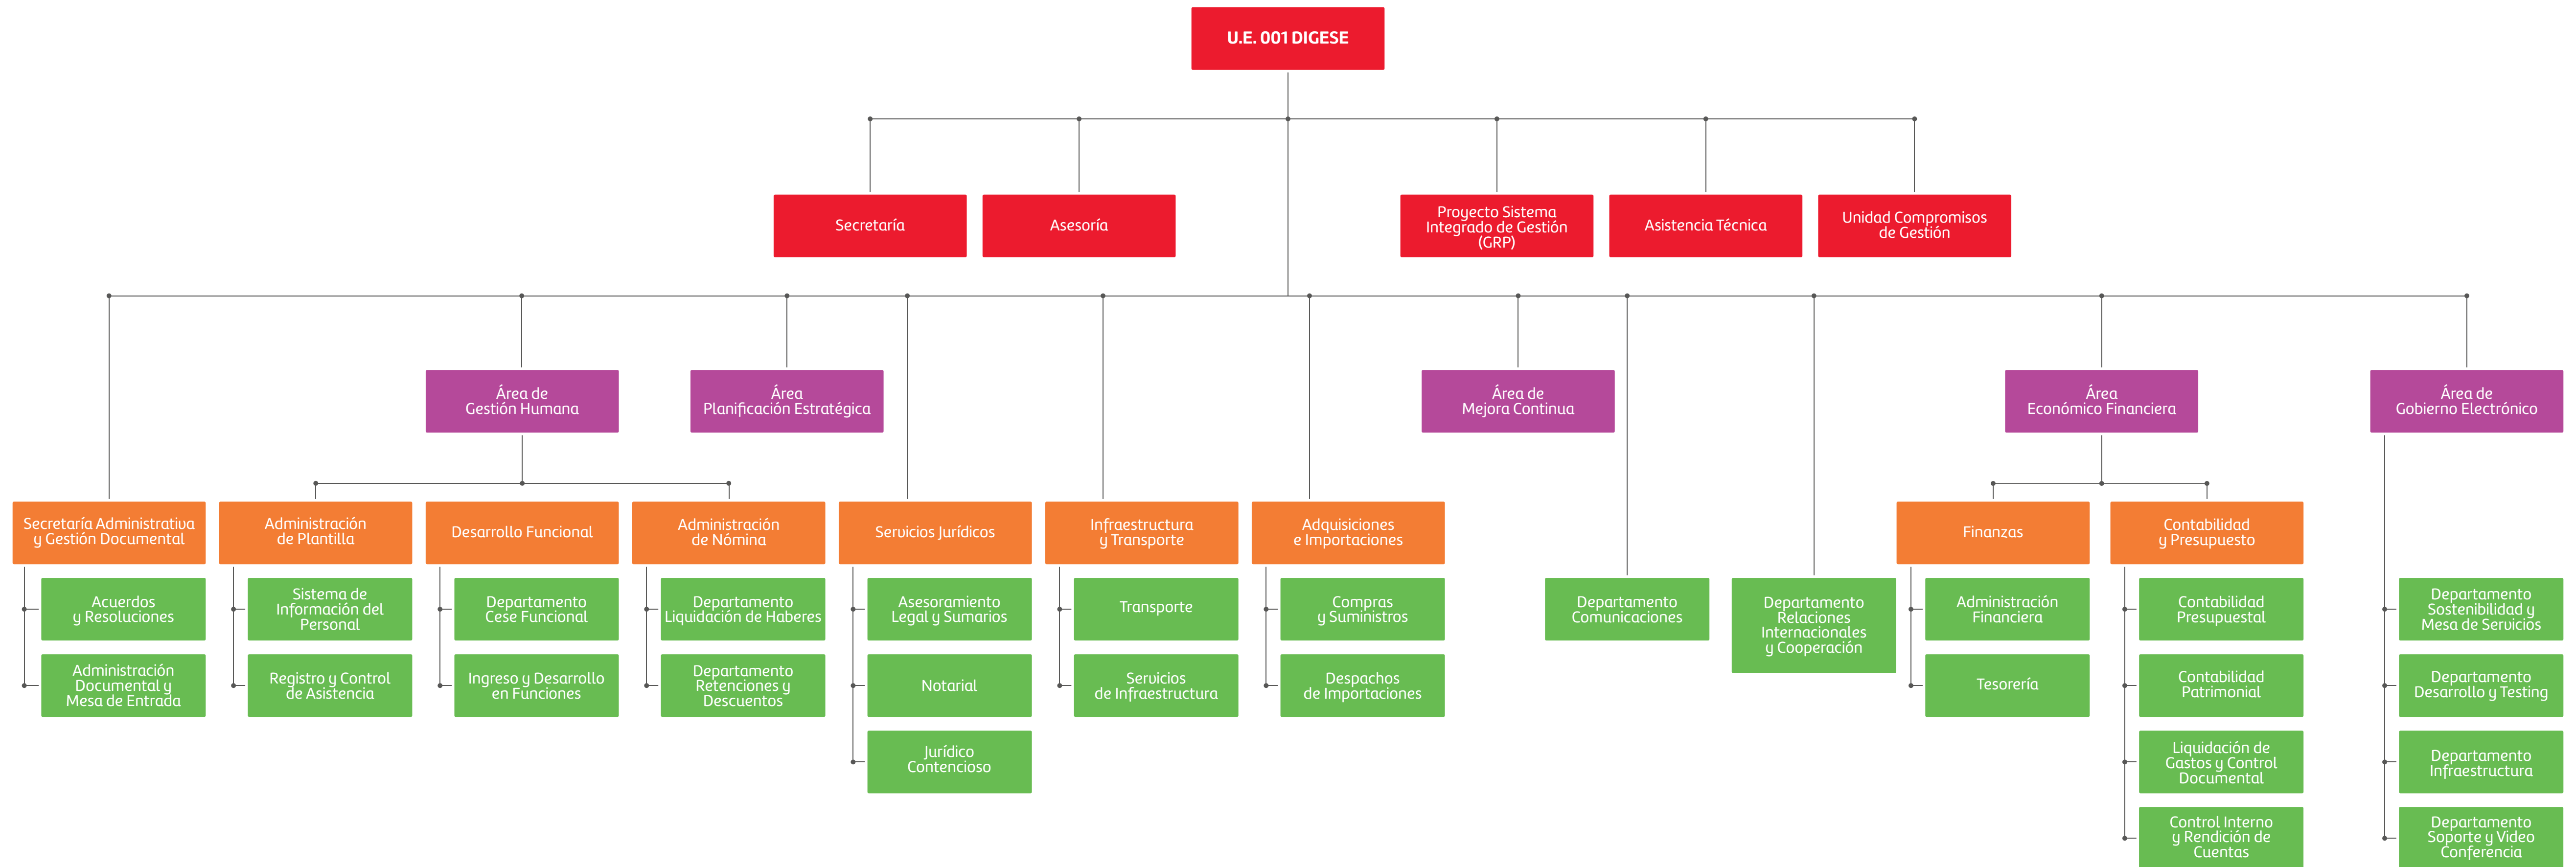 U.E. 001 DIGESE
Secretaría
Asesoría
Proyecto Sistema
Integrado de Gestión
(GRP)
Asistencia Técnica
Unidad Compromisos
de Gestión
Área de
Gestión Humana
Área
Planificación Estratégica
Área de
Mejora Continua
Área
Económico Financiera
Área de
Gobierno Electrónico
Secretaría Administrativa
y Gestión Documental
Administración
de Plantilla
Desarrollo Funcional
Administración
de Nómina
Servicios Jurídicos
Infraestructura
y Transporte
Adquisiciones
e Importaciones
Finanzas
Contabilidad
y Presupuesto
Acuerdos
y Resoluciones
Administración
Documental y
Mesa de Entrada
Sistema de
Información del
Personal
Registro y Control
de Asistencia
Departamento
Cese Funcional
Ingreso y Desarrollo
en Funciones
Departamento
Liquidación de Haberes
Departamento
Retenciones y
Descuentos
Asesoramiento
Legal y Sumarios
Notarial
Jurídico
Contencioso
Transporte
Servicios
de Infraestructura
Compras
y Suministros
Despachos
de Importaciones
Departamento
Comunicaciones
Departamento
Relaciones
Internacionales
y Cooperación
Administración
Financiera
Tesorería
Contabilidad
Presupuestal
Contabilidad
Patrimonial
Liquidación de
Gastos y Control
Documental
Control Interno
y Rendición de
Cuentas
Departamento
Sostenibilidad y
Mesa de Servicios
Departamento
Desarrollo y Testing
Departamento
Infraestructura
Departamento
Soporte y Video
Conferencia